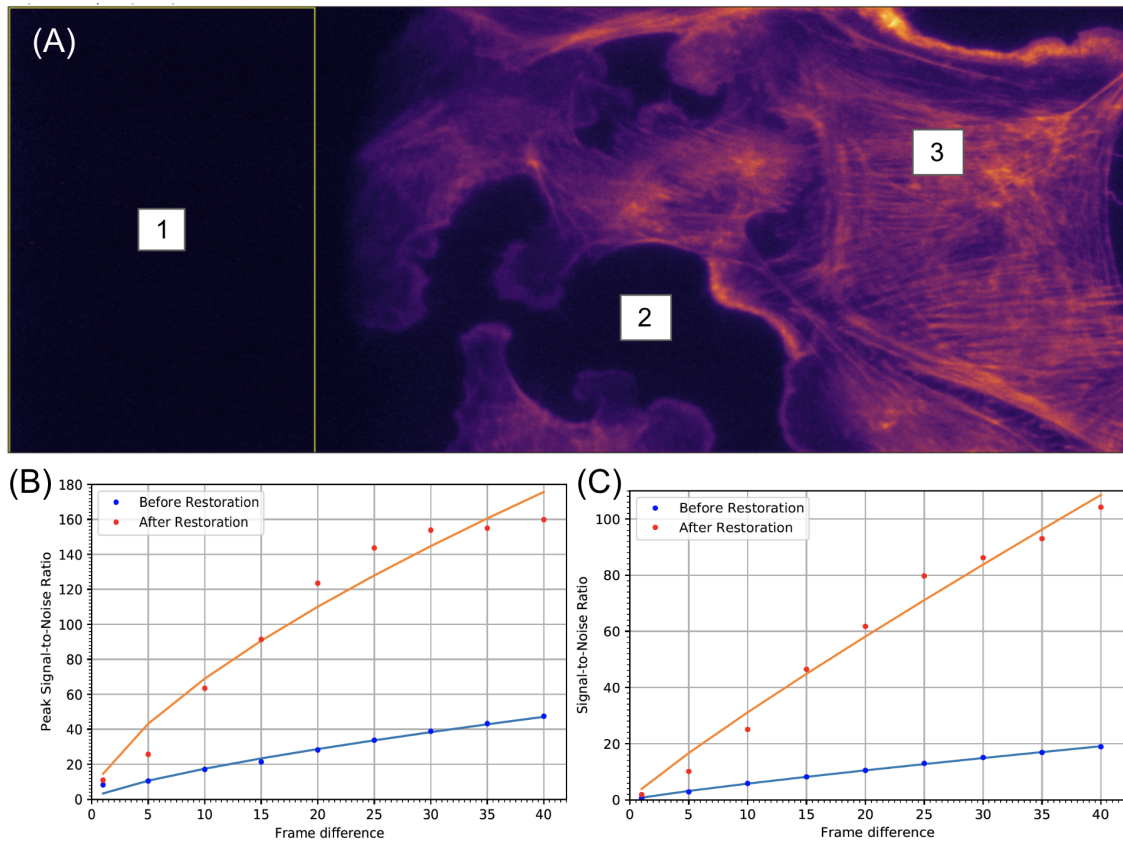 (A)
1
2
3
(B)
180
160
140
120
100
80
60
40
20
0
Peak Signal-to-Noise Ratio
Before Restoration
After Restoration
0 5 10 15 20 25 30 35 40
Frame difference
(C)
100
80
60
40
20
0
Signal-to-Noise Ratio
Before Restoration
After Restoration
0 5 10 15 20 25 30 35 40
Frame difference